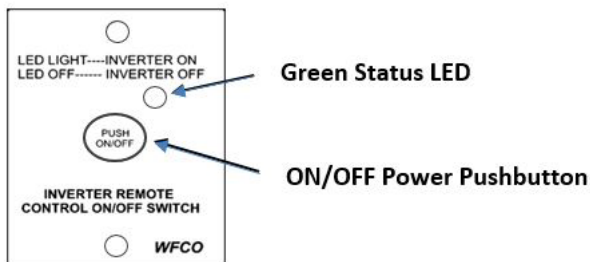 LED LIGHT----INVERTER ON
LED OFF------ INVERTER OFF
Green Status LED
PUSH
ON/OFF
ON/OFF Power Pushbutton
INVERTER REMOTE
CONTROL ON/OFF SWITCH
WFCO